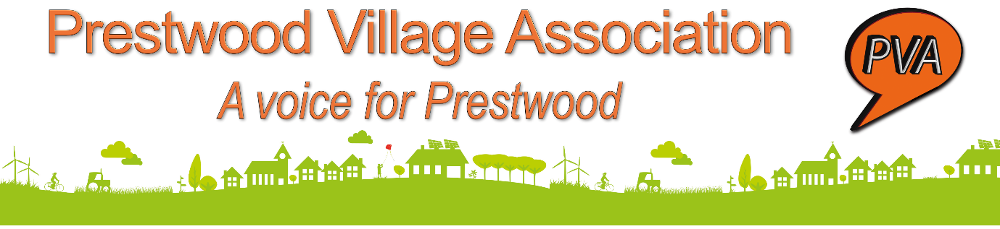 Prestwood Village Association
A voice for Prestwood
PVA